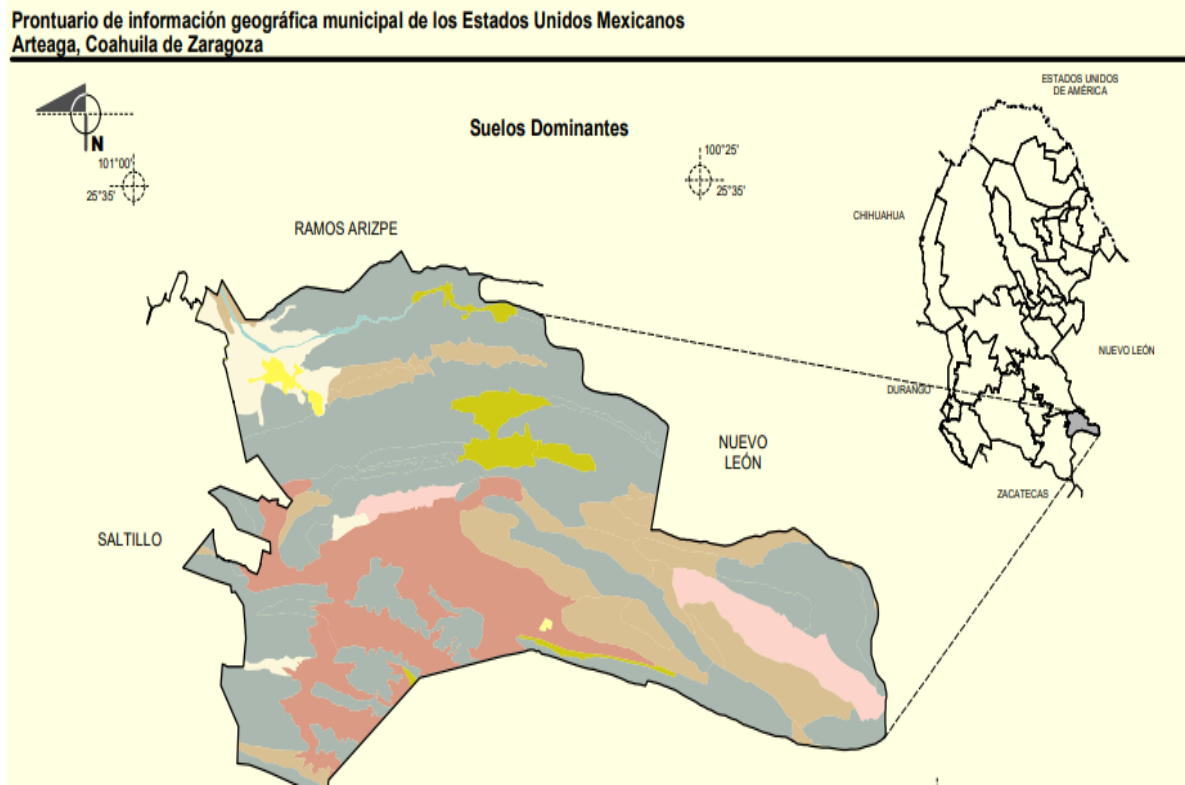 Prontuario de información geográfica municipal de los Estados Unidos Mexicanos
Arteaga, Coahuila de Zaragoza
ESTADOS UNIDOS
DE AMÉRICA
Suelos Dominantes
N
101°00'
25°35'
100°25'
25°35'
RAMOS ARIZPE
CHIHUAHUA
NUEVO LEÓN
DURANGO
NUEVO
LEÓN
ZACATECAS
SALTILLO